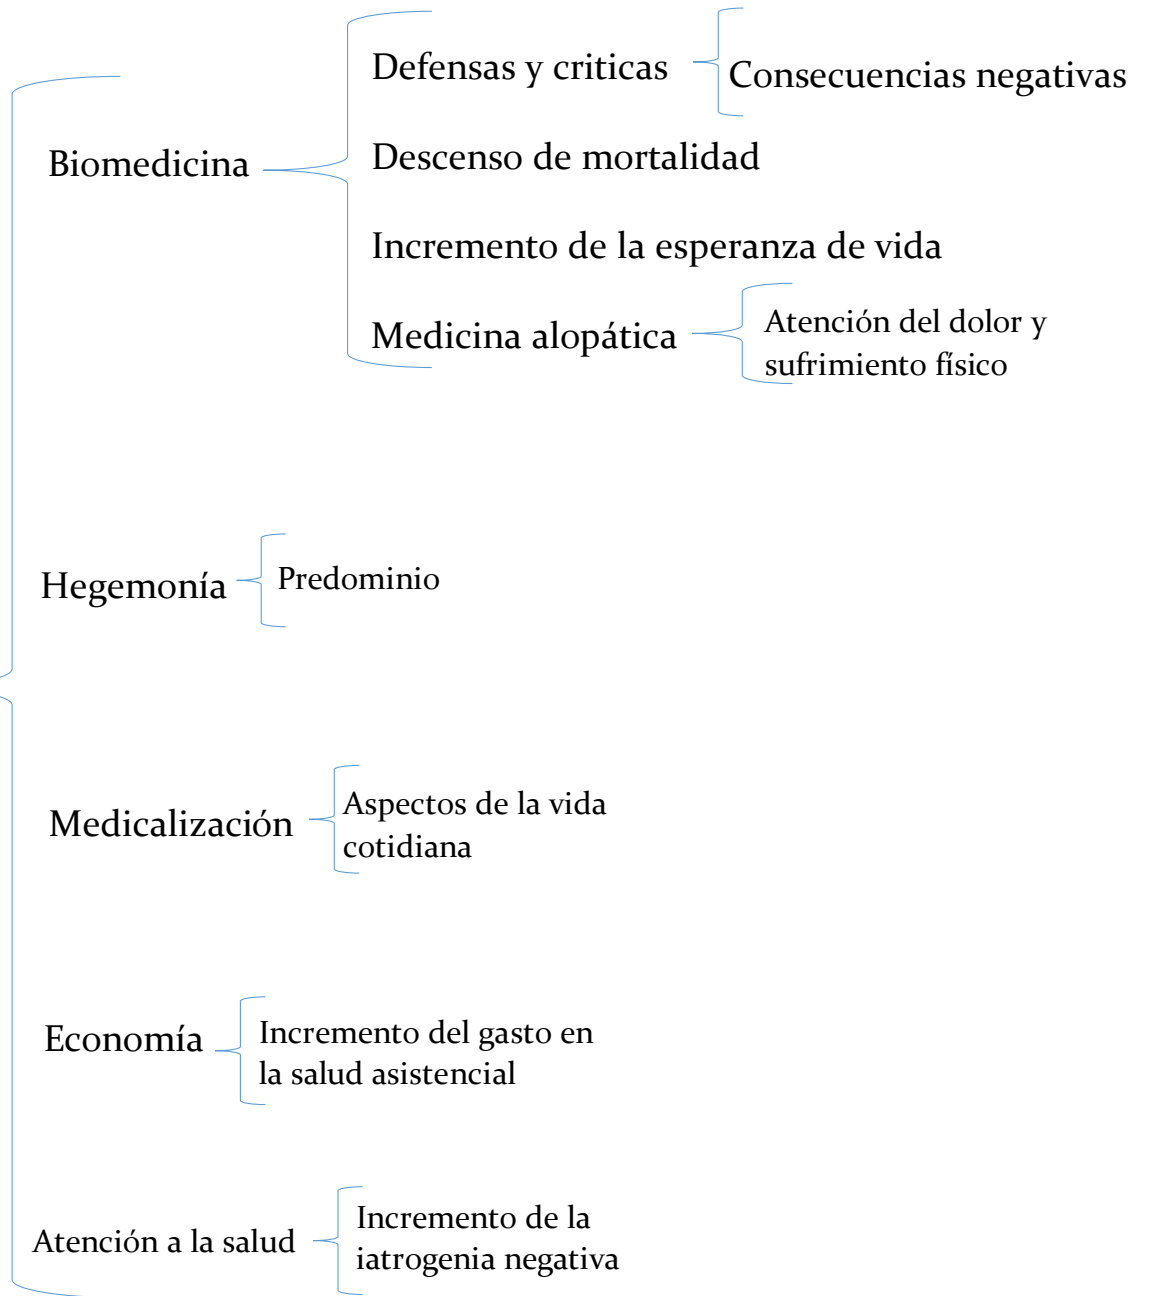 Defensas y criticas
Consecuencias negativas
Biomedicina
Descenso de mortalidad
Incremento de la esperanza de vida
Medicina alopática
Atención del dolor y
sufrimiento físico
Hegemonía
Predominio
Medicalización
Aspectos de la vida
cotidiana
Economía
Incremento del gasto en
la salud asistencial
Atención a la salud
Incremento de la
iatrogenia negativa